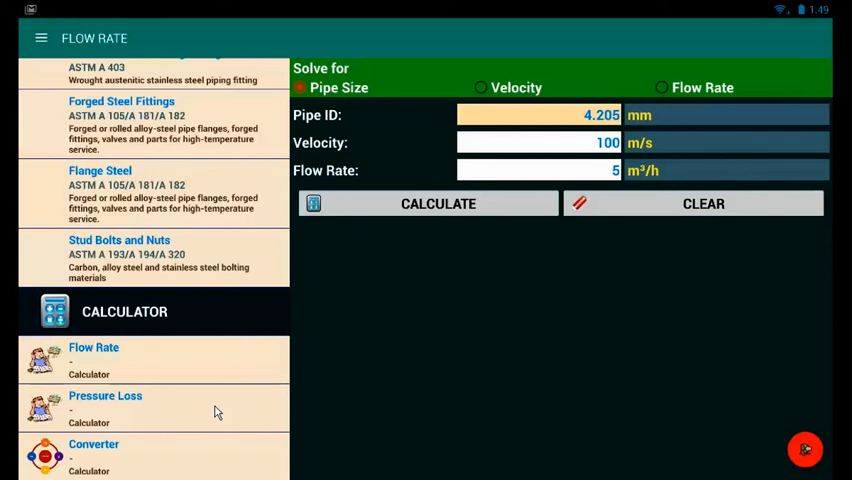 1.49
FLOW RATE
ASTM A 403
Wrought austenitic stainless steel piping fitting
Forged Steel Fittings
ASTM A 105/A 181/A 182
Forged or rolled alloy-steel pipe flanges, forged
fittings, valves and parts for high-temperature
service.
Flange Steel
ASTM A 105/A 181/A 182
Forged or rolled alloy-steel pipe flanges, forged
fittings, valves and parts for high-temperature
service.
Stud Bolts and Nuts
ASTM A 193/A 194/A 320
Carbon, alloy steel and stainless steel bolting
materials
CALCULATOR
Flow Rate
-
Calculator
Pressure Loss
-
Calculator
Converter
-
Calculator
Solve for
Pipe Size Velocity Flow Rate
Pipe ID: 4.205 mm
Velocity: 100 m/s
Flow Rate: 5 m³/h
CALCULATE CLEAR